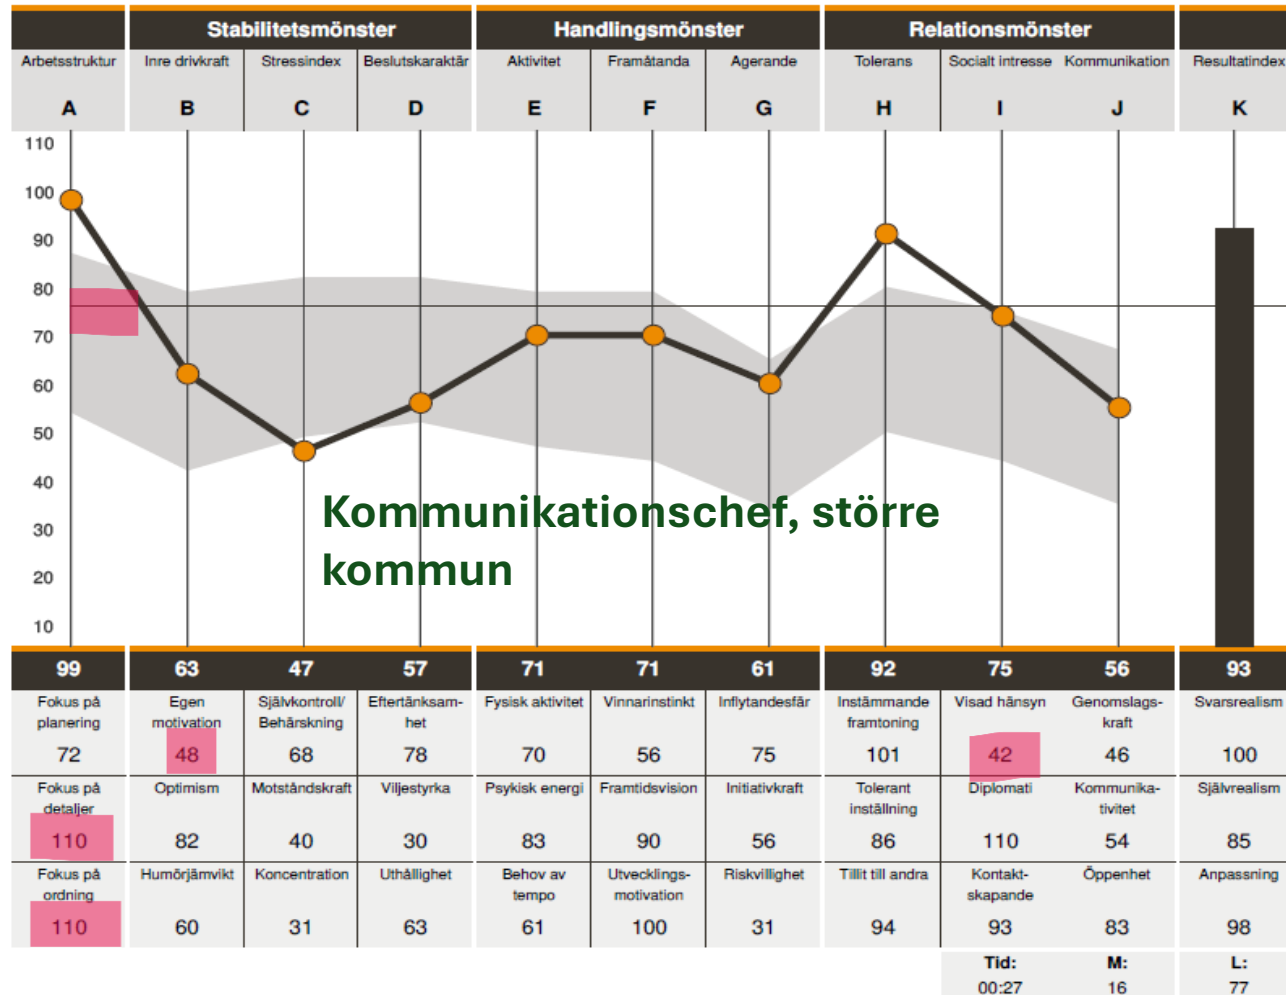 Stabilitetsmönster Handlingsmönster Relationsmönster
Arbetsstruktur Inre drivkraft Stressindex Beslutskaraktär Aktivitet Framåtanda Agerande Tolerans Socialt intresse Kommunikation Resultatindex
A B C D E F G H I J K
110
100
90
80
70
60
50
40
30
20
10
Kommunikationschef, större
kommun
99 63 47 57 71 71 61 92 75 56 93
Fokus på Egen Självkontroll/ Eftertänksam- Fysisk aktivitet Vinnarinstinkt Inflytandesfär Instämmande Visad hänsyn Genomslags- Svarsrealism
planering motivation Behärskning het framtoning kraft
72 48 68 78 70 56 75 101 42 46 100
Fokus på Optimism Motståndskraft Viljestyrka Psykisk energi Framtidsvision Initiativkraft Tolerant Diplomati Kommunika- Självrealism
detaljer inställning tivitet
110 82 40 30 83 90 56 86 110 54 85
Fokus på Humörjämvikt Koncentration Uthållighet Behov av Utvecklings- Riskvillighet Tillit till andra Kontakt- Öppenhet Anpassning
ordning tempo motivation skapande
110 60 31 63 61 100 31 94 93 83 98
Tid: M: L:
00:27 16 77